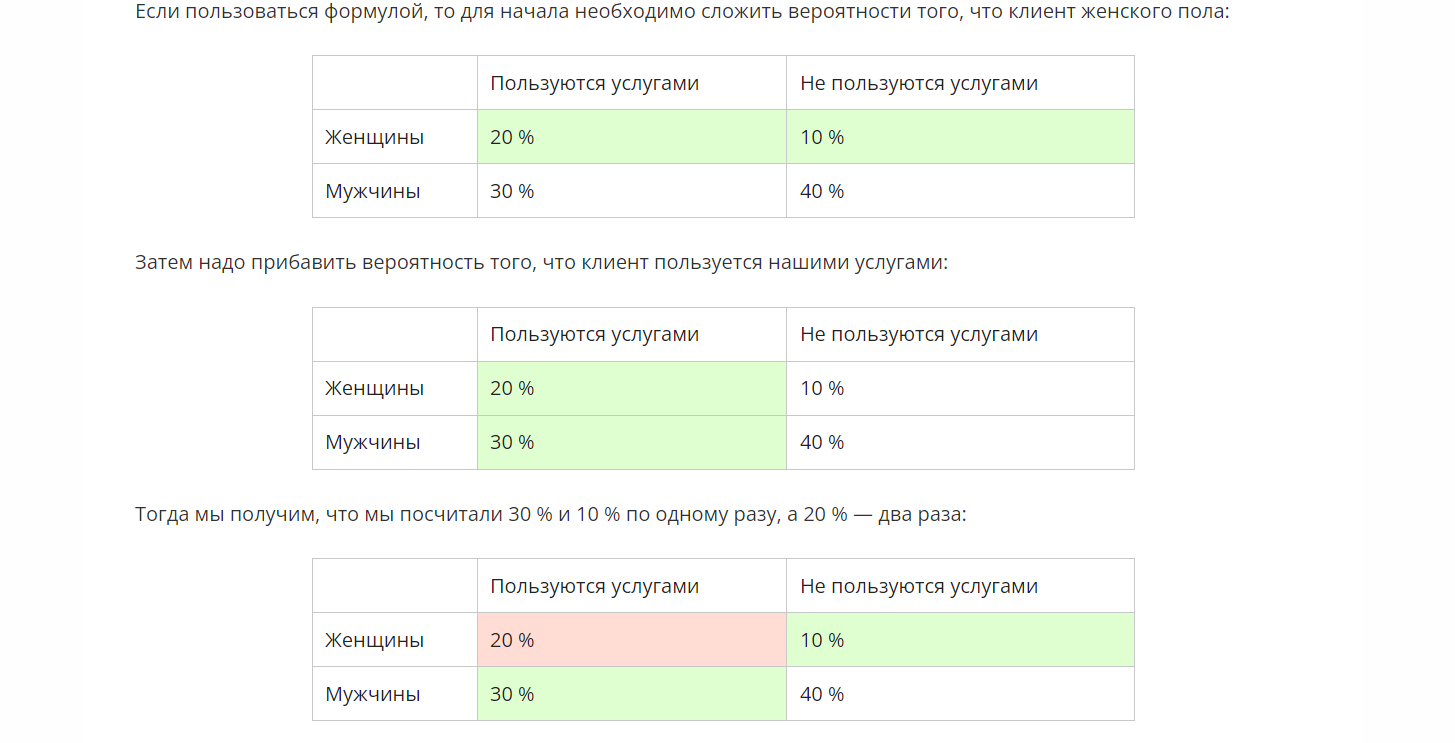 Если пользоваться формулой, то для начала необходимо сложить вероятности того, что клиент женского пола:
Пользуются услугами Не пользуются услугами
Женщины 20 % 10 %
Мужчины 30 % 40 %
Затем надо прибавить вероятность того, что клиент пользуется нашими услугами:
Пользуются услугами Не пользуются услугами
Женщины 20 % 10 %
Мужчины 30 % 40 %
Тогда мы получим, что мы посчитали 30 % и 10 % по одному разу, а 20 % — два раза:
Пользуются услугами Не пользуются услугами
Женщины 20 % 10 %
Мужчины 30 % 40 %